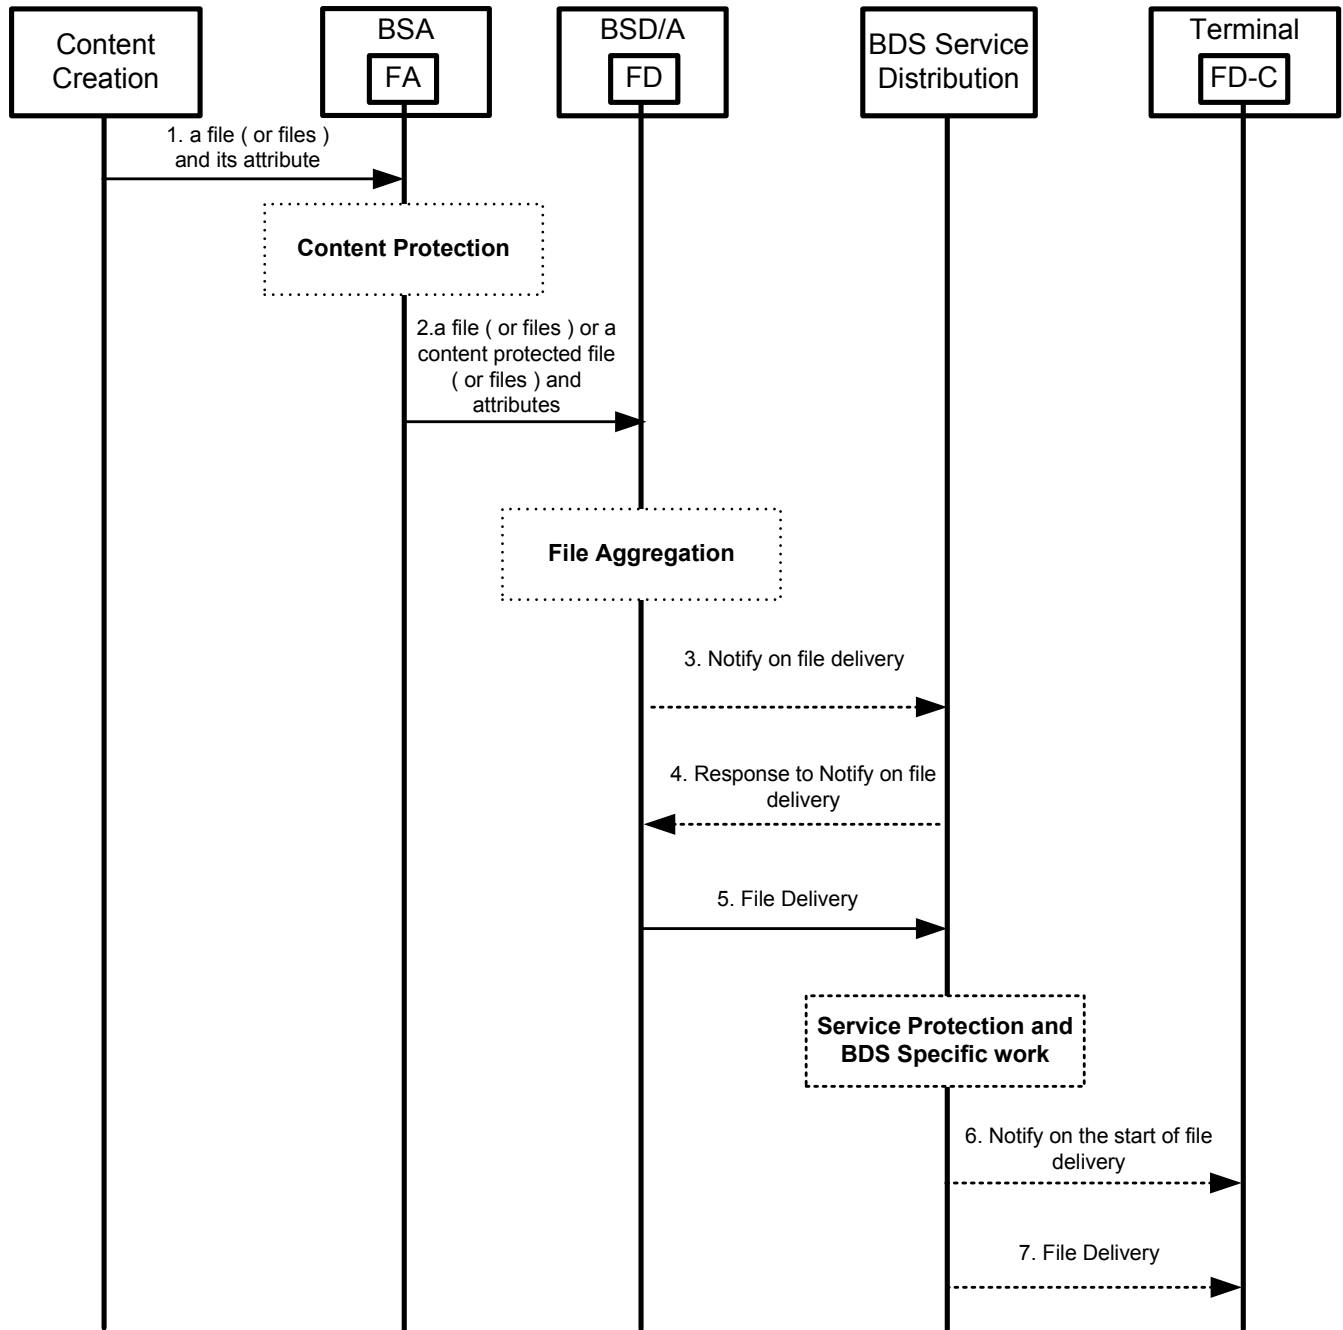 Content
Creation
BSA
FA
BSD/A
FD
BDS Service
Distribution
Terminal
FD-C
1. a file ( or files )
and its attribute
Content Protection
2.a file ( or files ) or a
content protected file
( or files ) and
attributes
File Aggregation
3. Notify on file delivery
4. Response to Notify on file
delivery
5. File Delivery
Service Protection and
BDS Specific work
6. Notify on the start of file
delivery
7. File Delivery